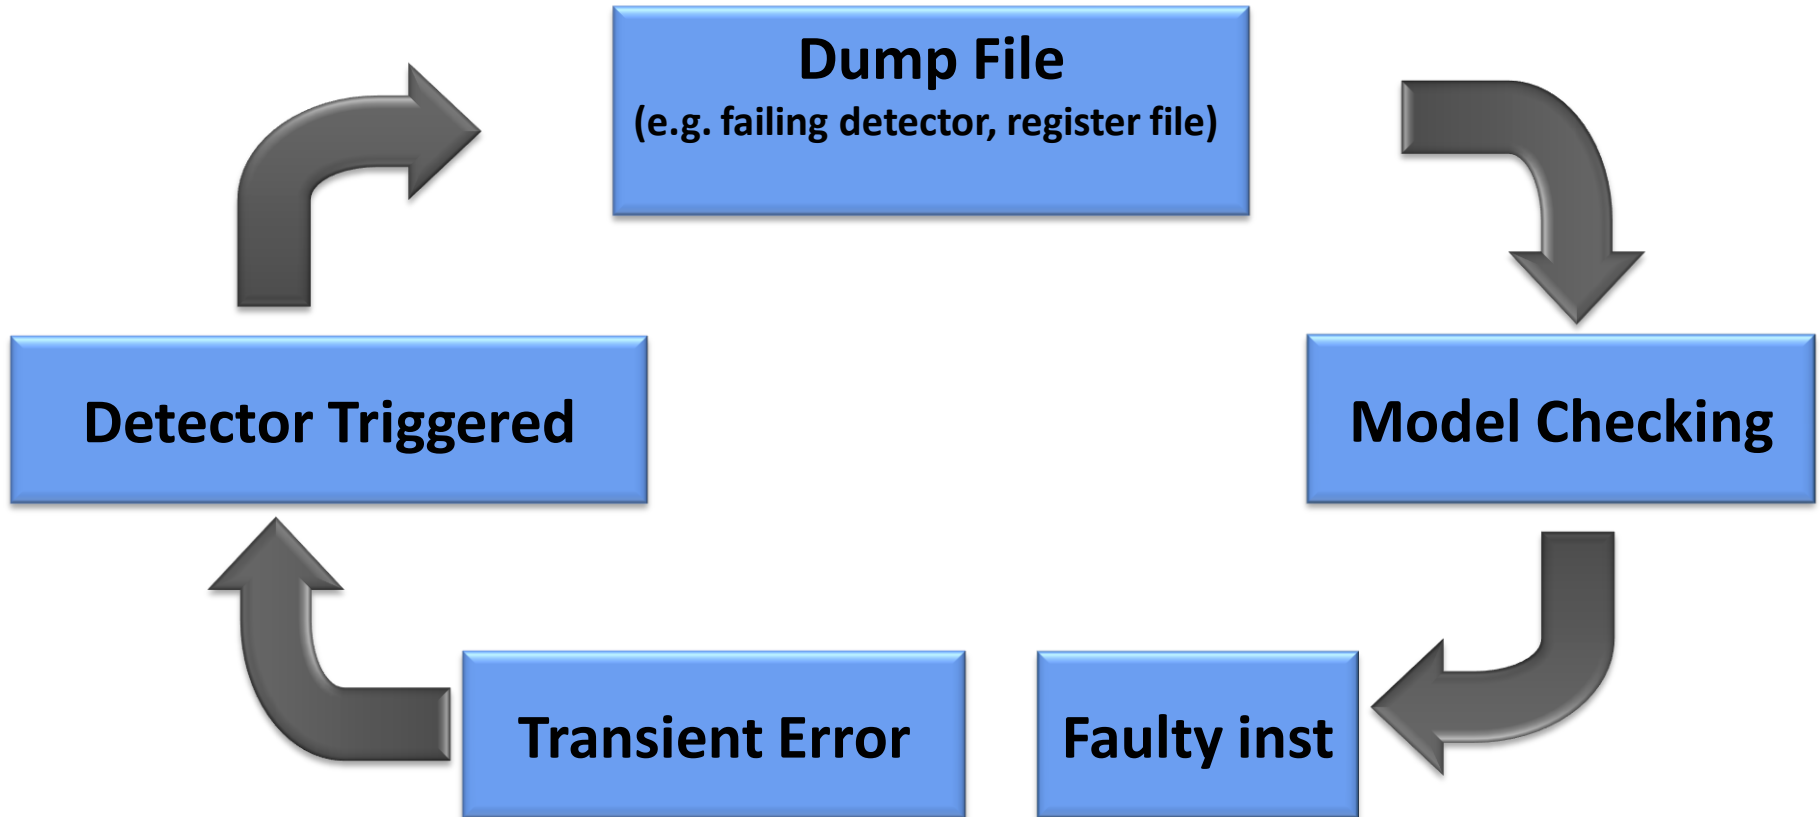 Dump File
(e.g. failing detector, register file)
Detector Triggered
Model Checking
Transient Error
Faulty inst